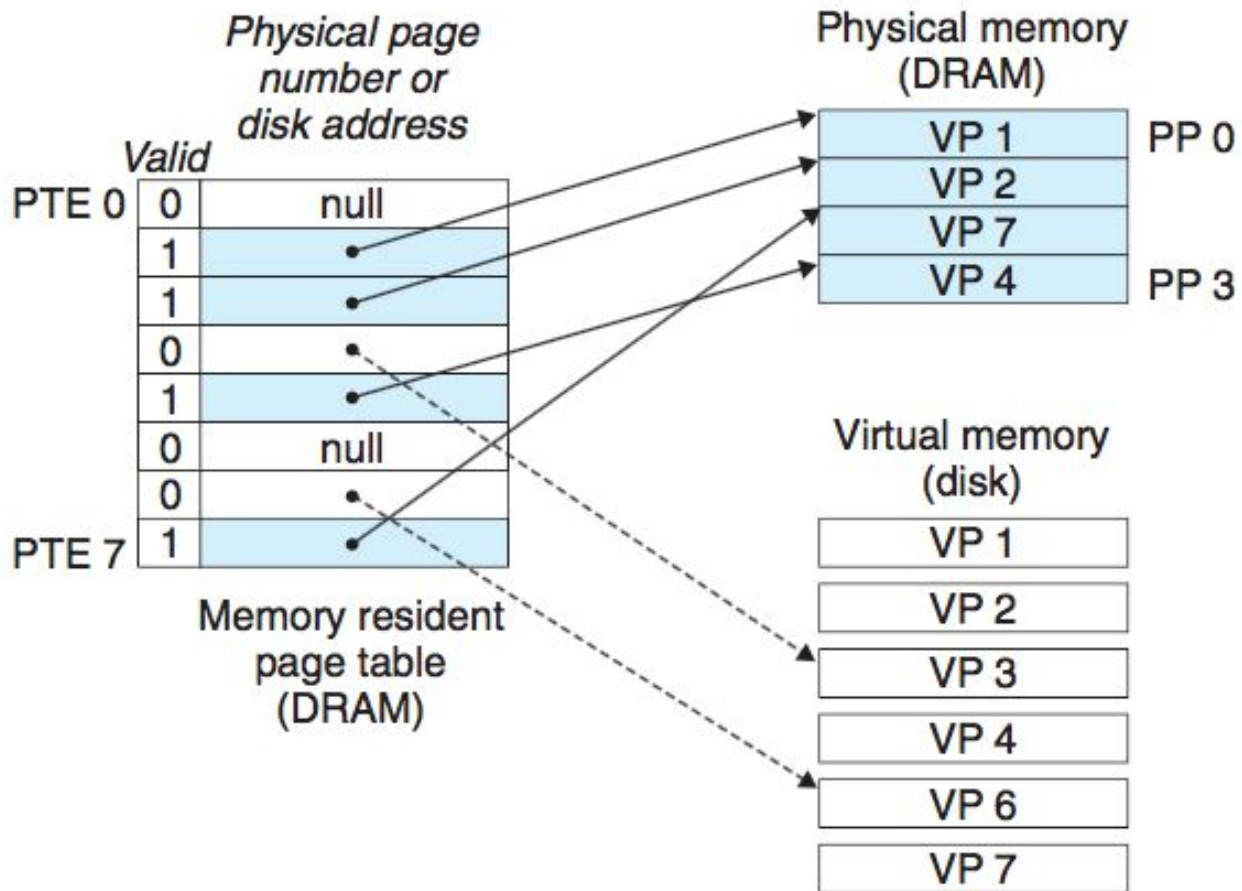 Physical page
number or
disk address
Valid
PTE 0 0 null
1
1
0
1
0 null
0
PTE 7 1
Memory resident
page table
(DRAM)
Physical memory
(DRAM)
VP 1 PP 0
VP 2
VP 7
VP 4 PP 3
Virtual memory
(disk)
VP 1
VP 2
VP 3
VP 4
VP 6
VP 7